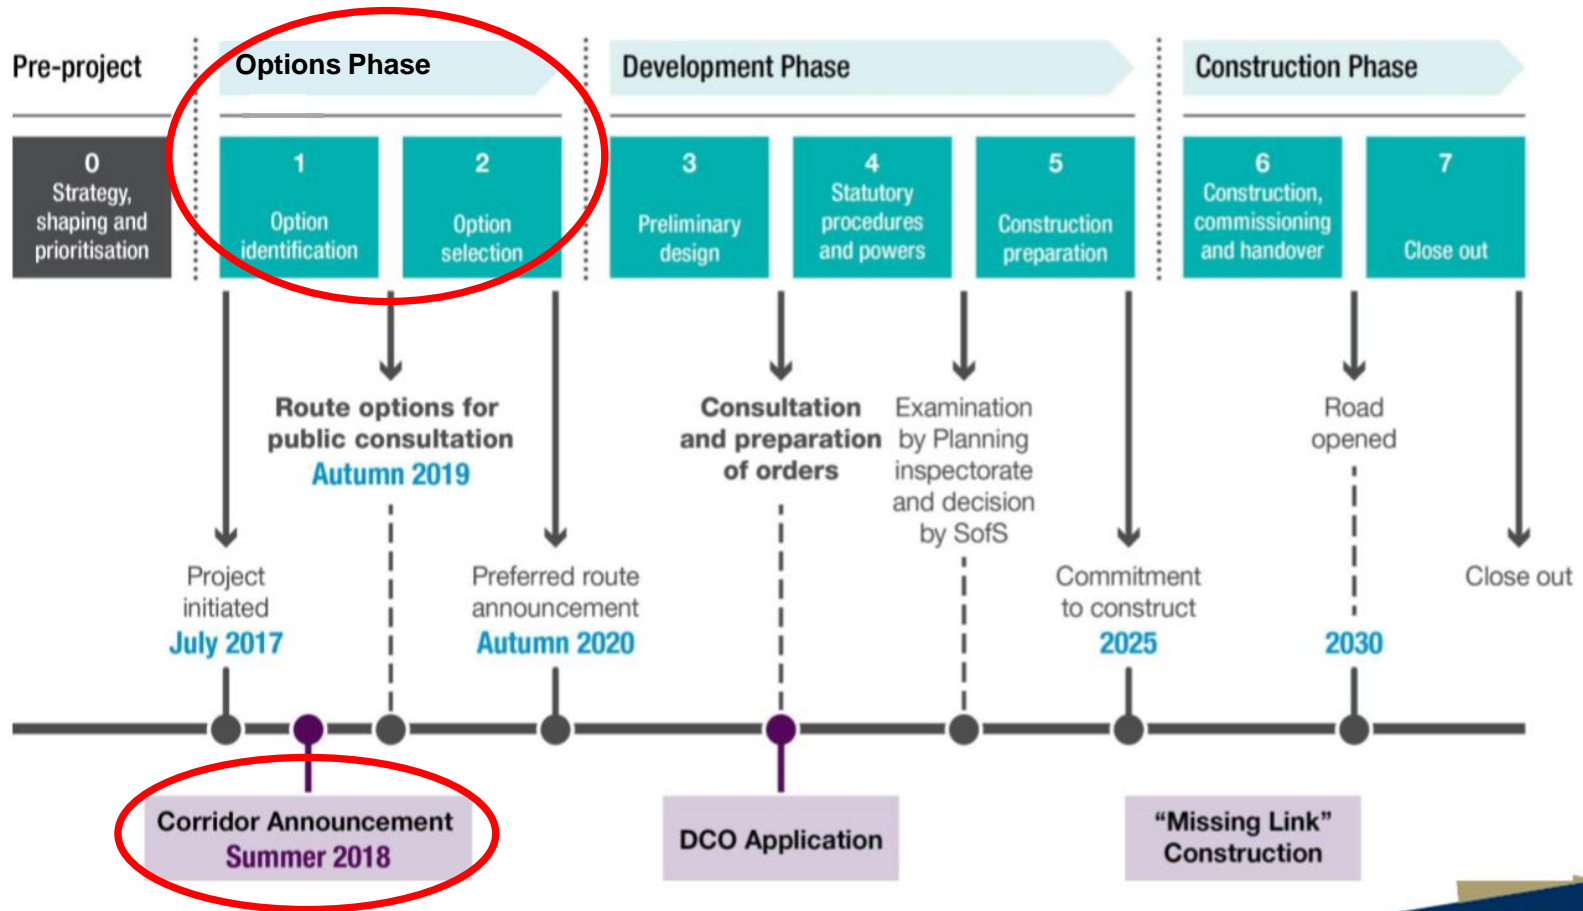 Pre-project
Options Phase
Development Phase
Construction Phase
0
Strategy,
shaping and
prioritisation
1
Option
identification
2
Option
selection
3
Preliminary
design
4
Statutory
procedures
and powers
5
Construction
preparation
6
Construction,
commissioning
and handover
7
Close out
Route options for
public consultation
Autumn 2019
Consultation
and preparation
of orders
Examination
by Planning
inspectorate
and decision
by SofS
Road
opened
Project
initiated
July 2017
Preferred route
announcement
Autumn 2020
Commitment
to construct
2025
2030
Close out
Corridor Announcement
Summer 2018
DCO Application
“Missing Link”
Construction